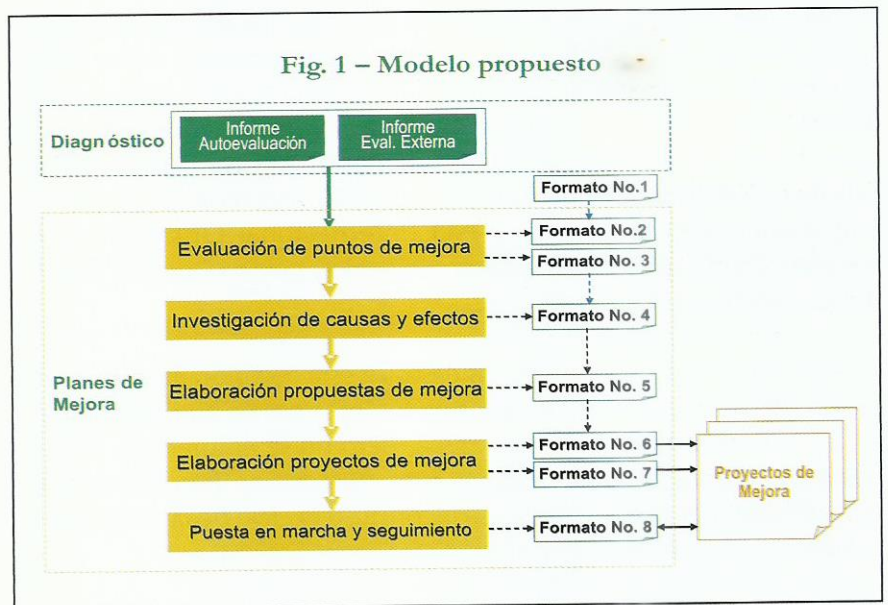 Fig. 1 – Modelo propuesto
Diagn óstico
Informe
Autoevaluación
Informe
Eval. Externa
Formato No.1
Evaluación de puntos de mejora
Formato No.2
Formato No. 3
Investigación de causas y efectos
Formato No. 4
Planes de
Mejora
Elaboración propuestas de mejora
Formato No. 5
Elaboración proyectos de mejora
Formato No. 6
Formato No. 7
Proyectos de
Mejora
Puesta en marcha y seguimiento
Formato No. 8